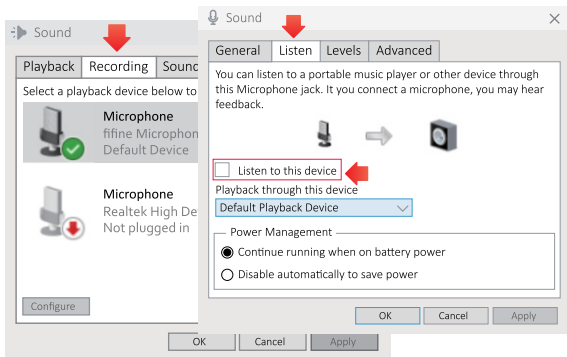 Sound
Playback
Recording
Sound
Select a playback device below to
Microphone
fifine Microphon
Default Device
Microphone
Realtek High De
Not plugged in
Configure
OK
Cancel
Apply
Sound
General
Listen
Levels
Advanced
You can listen to a portable music player or other device through
this Microphone jack. It you connect a microphone, you may hear
feedback.
Listen to this device
Playback through this device
Default Playback Device
Power Management
Continue running when on battery power
Disable automatically to save power
OK
Cancel
Apply